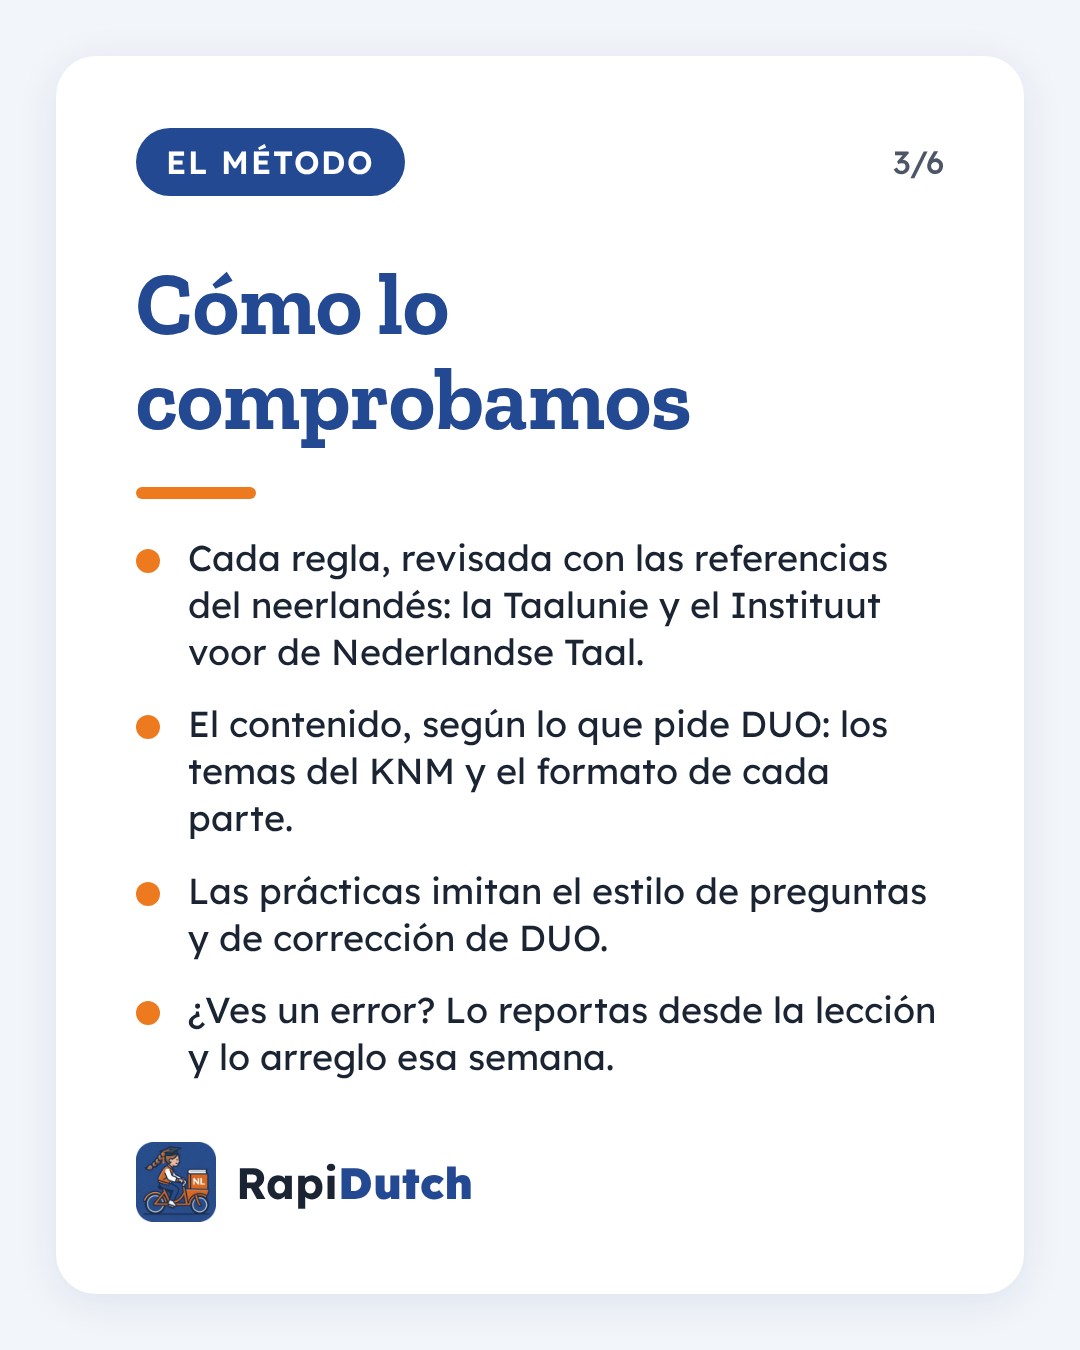 EL MÉTODO
3/6
Cómo lo
comprobamos
Cada regla, revisada con las referencias
del neerlandés: la Taalunie y el Instituut
voor de Nederlandse Taal.
El contenido, según lo que pide DUO: los
temas del KNM y el formato de cada
parte.
Las prácticas imitan el estilo de preguntas
y de corrección de DUO.
¿Ves un error? Lo reportas desde la lección
y lo arreglo esa semana.
NL
RapiDutch